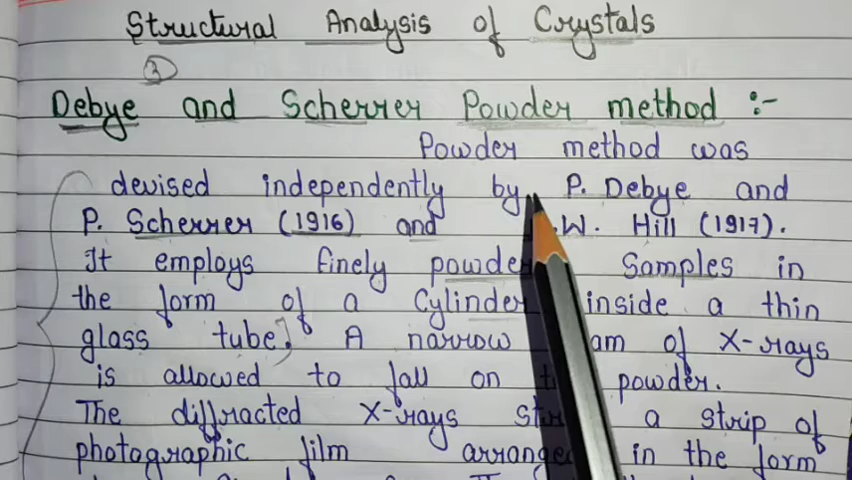 Structural Analysis of Crystals
3
Debye and Scherrer Powder method :-
Powder method was
devised independently by P. Debye and
P. Scherrer (1916) and .W. Hill (1917).
It employs finely powder Samples in
the form of a Cylinder inside a thin
glass tube. A narrow am of X-rays
is allowed to fall on powder.
The diffracted X-rays a strip of
photographic film in the form